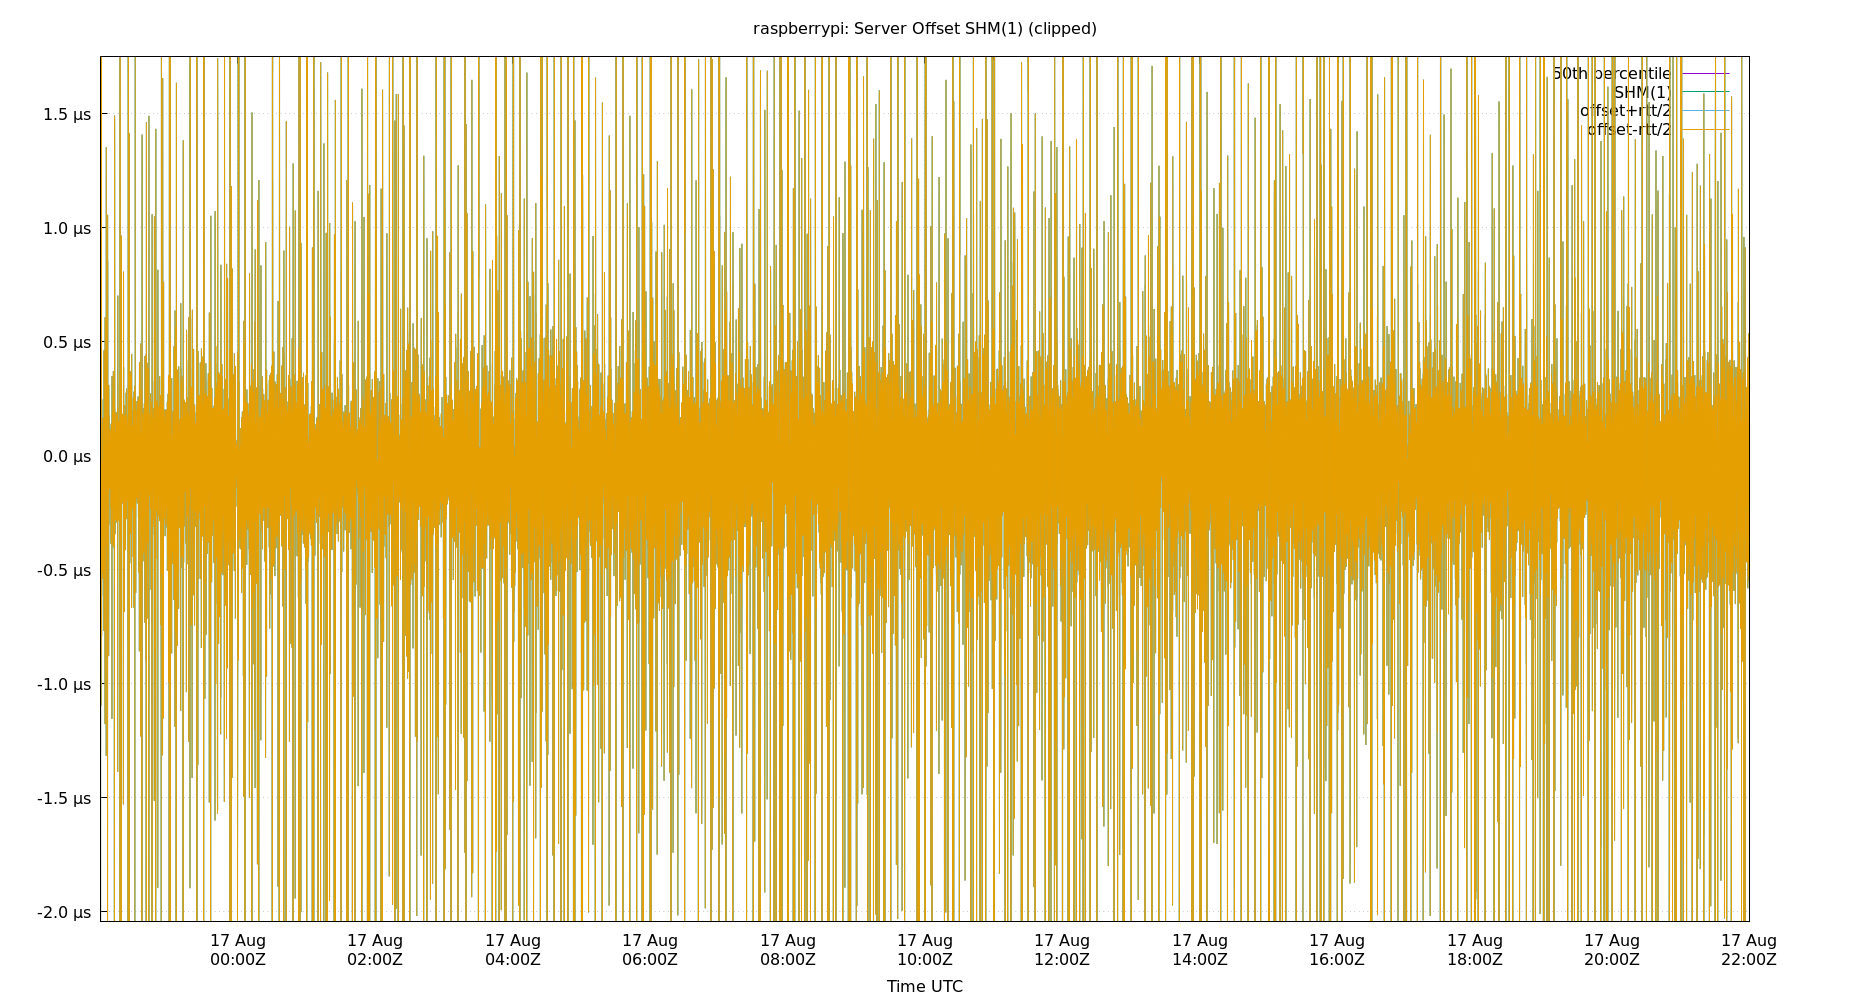 raspberrypi: Server Offset SHM(1) (clipped)
50th percentile
SHM(1)
offset+rtt/2
offset-rtt/2
1.5 µs
1.0 µs
0.5 µs
0.0 µs
-0.5 µs
-1.0 µs
-1.5 µs
-2.0 µs
17 Aug 17 Aug 17 Aug 17 Aug 17 Aug 17 Aug 17 Aug 17 Aug 17 Aug 17 Aug 17 Aug 17 Aug
00:00Z 02:00Z 04:00Z 06:00Z 08:00Z 10:00Z 12:00Z 14:00Z 16:00Z 18:00Z 20:00Z 22:00Z
Time UTC